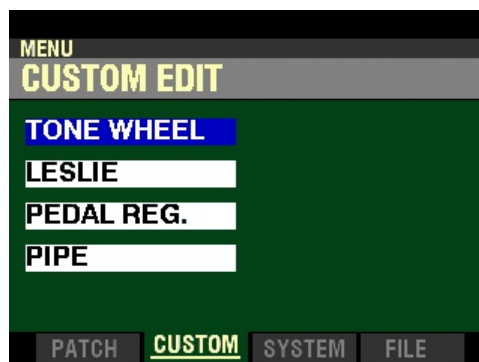 MENU
CUSTOM EDIT
TONE WHEEL
LESLIE
PEDAL REG.
PIPE
PATCH CUSTOM SYSTEM FILE